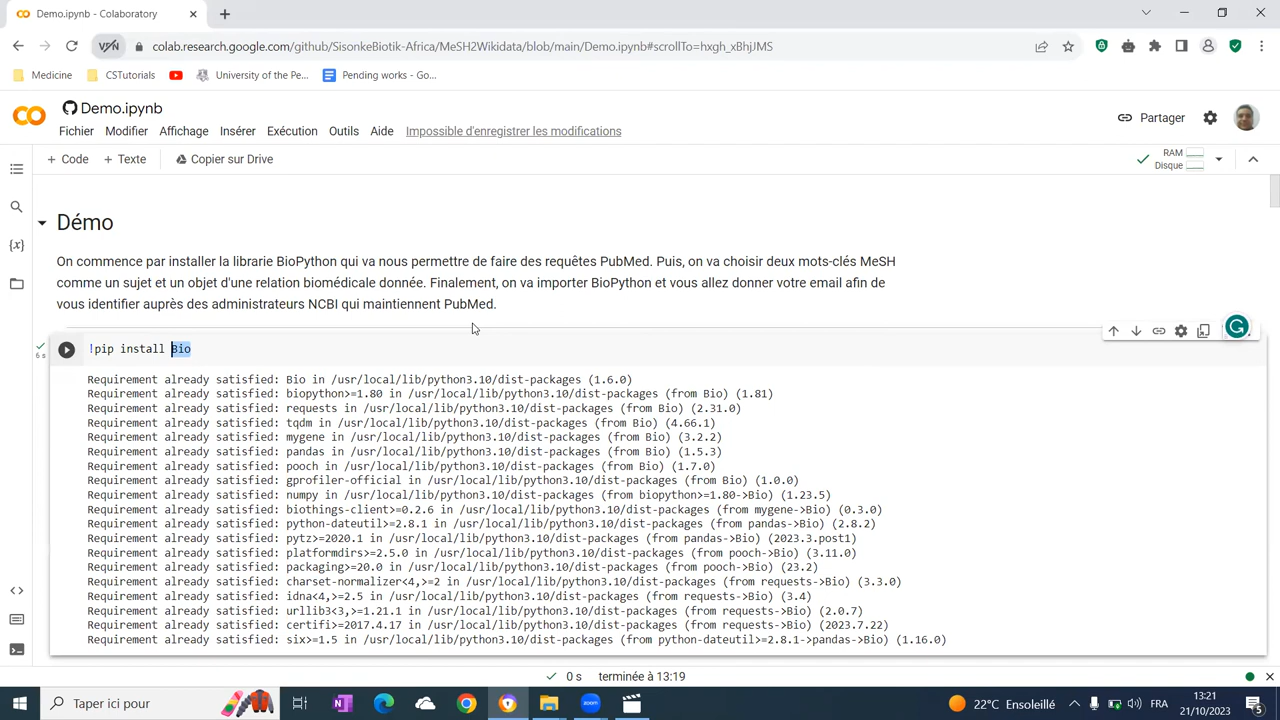 Demo.ipynb - Colaboratory
VPN
colab.research.google.com/github/SisonkeBiotik-Africa/MeSH2Wikidata/blob/main/Demo.ipynb#scrollTo=hxgh_xBhjJMS
Medicine
CSTutorials
University of the Pe...
Pending works - Go...
Demo.ipynb
Fichier
Modifier
Affichage
Insérer
Exécution
Outils
Aide
Impossible d'enregistrer les modifications
Partager
+ Code
+ Texte
Copier sur Drive
RAM
Disque
Démo
On commence par installer la librarie BioPython qui va nous permettre de faire des requêtes PubMed. Puis, on va choisir deux mots-clés MeSH
comme un sujet et un objet d'une relation biomédicale donnée. Finalement, on va importer BioPython et vous allez donner votre email afin de
vous identifier auprès des administrateurs NCBI qui maintiennent PubMed.
6 s
!pip install Bio
Requirement already satisfied: Bio in /usr/local/lib/python3.10/dist-packages (1.6.0)
Requirement already satisfied: biopython>=1.80 in /usr/local/lib/python3.10/dist-packages (from Bio) (1.81)
Requirement already satisfied: requests in /usr/local/lib/python3.10/dist-packages (from Bio) (2.31.0)
Requirement already satisfied: tqdm in /usr/local/lib/python3.10/dist-packages (from Bio) (4.66.1)
Requirement already satisfied: mygene in /usr/local/lib/python3.10/dist-packages (from Bio) (3.2.2)
Requirement already satisfied: pandas in /usr/local/lib/python3.10/dist-packages (from Bio) (1.5.3)
Requirement already satisfied: pooch in /usr/local/lib/python3.10/dist-packages (from Bio) (1.7.0)
Requirement already satisfied: gprofiler-official in /usr/local/lib/python3.10/dist-packages (from Bio) (1.0.0)
Requirement already satisfied: numpy in /usr/local/lib/python3.10/dist-packages (from biopython>=1.80->Bio) (1.23.5)
Requirement already satisfied: biothings-client>=0.2.6 in /usr/local/lib/python3.10/dist-packages (from mygene->Bio) (0.3.0)
Requirement already satisfied: python-dateutil>=2.8.1 in /usr/local/lib/python3.10/dist-packages (from pandas->Bio) (2.8.2)
Requirement already satisfied: pytz>=2020.1 in /usr/local/lib/python3.10/dist-packages (from pandas->Bio) (2023.3.post1)
Requirement already satisfied: platformdirs>=2.5.0 in /usr/local/lib/python3.10/dist-packages (from pooch->Bio) (3.11.0)
Requirement already satisfied: packaging>=20.0 in /usr/local/lib/python3.10/dist-packages (from pooch->Bio) (23.2)
Requirement already satisfied: charset-normalizer<4,>=2 in /usr/local/lib/python3.10/dist-packages (from requests->Bio) (3.3.0)
Requirement already satisfied: idna<4,>=2.5 in /usr/local/lib/python3.10/dist-packages (from requests->Bio) (3.4)
Requirement already satisfied: urllib3<3,>=1.21.1 in /usr/local/lib/python3.10/dist-packages (from requests->Bio) (2.0.7)
Requirement already satisfied: certifi>=2017.4.17 in /usr/local/lib/python3.10/dist-packages (from requests->Bio) (2023.7.22)
Requirement already satisfied: six>=1.5 in /usr/local/lib/python3.10/dist-packages (from python-dateutil>=2.8.1->pandas->Bio) (1.16.0)
0 s
terminée à 13:19
Taper ici pour
22°C Ensoleillé
FRA
13:21
21/10/2023
5